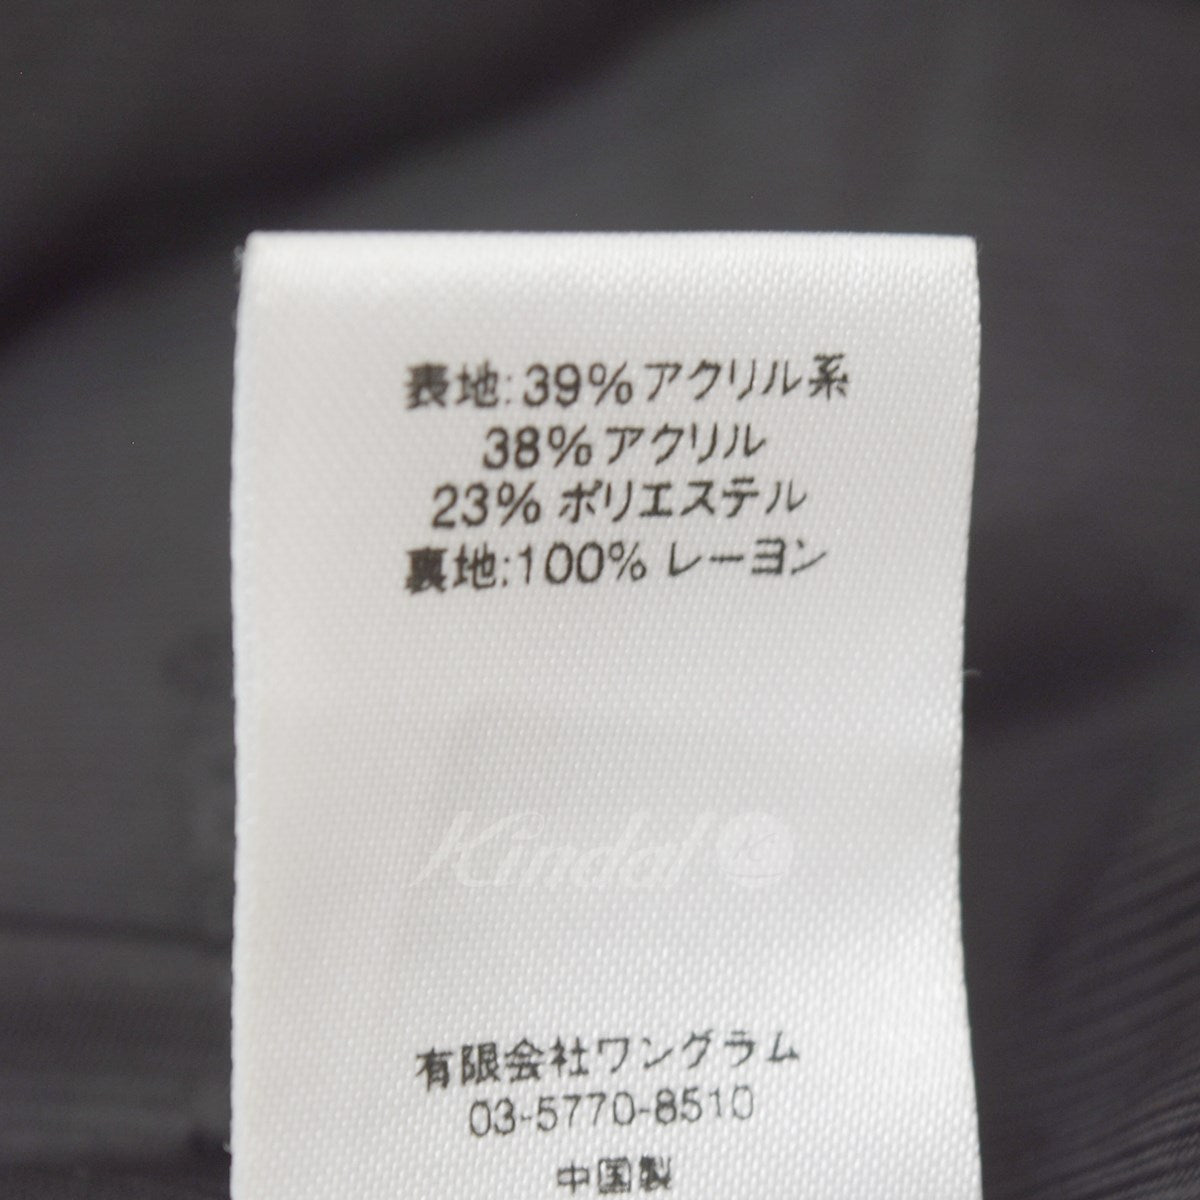 表地:39%アクリル系
38%アクリル
23%ポリエステル
裏地:100%レーヨン
Kindal
有限会社ワングラム
03-5770-8510
中国製